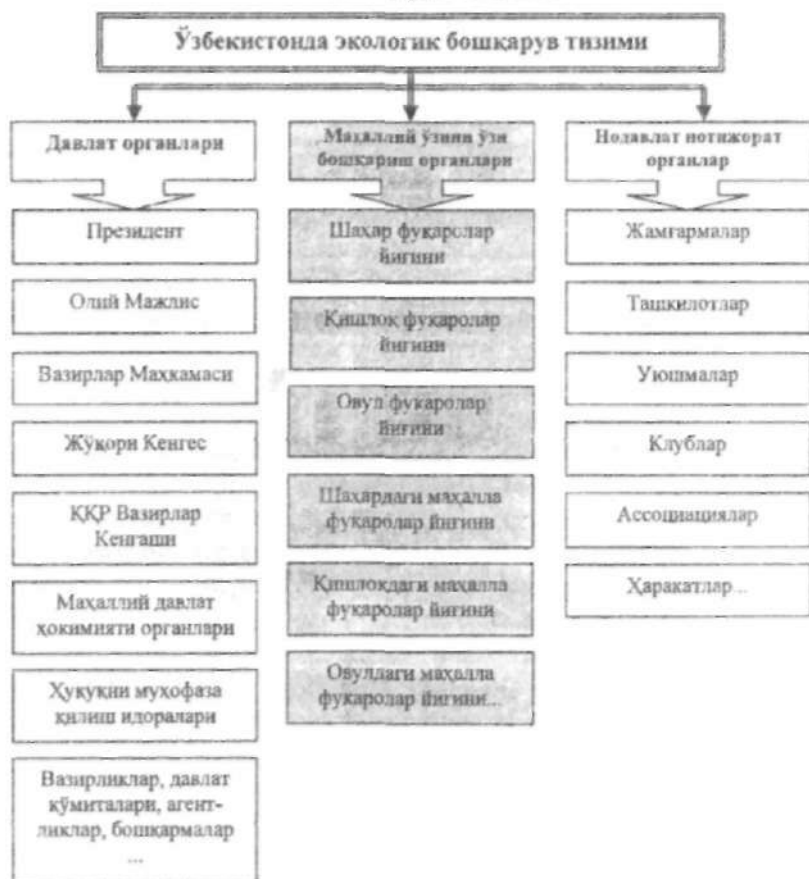 Ўзбекистонда экологик бошқарув тизими
Давлат органлари
Президент
Олий Мажлис
Вазирлар Маҳкамаси
Жўқори Кенгес
ҚҚР Вазирлар
Кенгаши
Маҳаллий давлат
ҳокимияти органлари
Ҳуқуқни муҳофаза
қилиш идоралари
Вазирликлар, давлат
қўмиталари, агент-
ликлар, бошқармалар
...
Маҳаллий ўзини ўзи
бошқариш органлари
Шаҳар фуқаролар
йиғини
Қишлоқ фуқаролар
йиғини
Овул фуқаролар
йиғини
Шаҳардаги маҳалла
фуқаролар йиғини
Қишлоқдаги маҳалла
фуқаролар йиғини
Овулдаги маҳалла
фуқаролар йиғини...
Нодавлат нотижорат
органлар
Жамғармалар
Ташкилотлар
Уюшмалар
Клублар
Ассоциациялар
Ҳаракатлар...